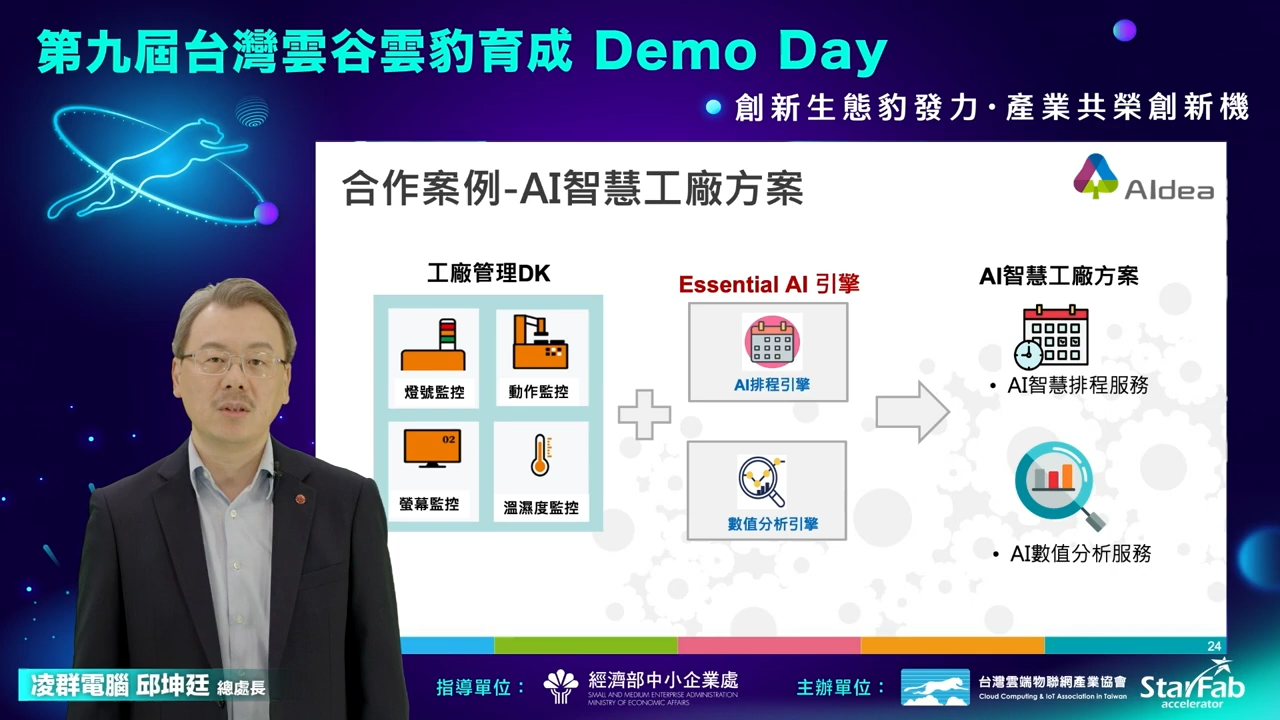 第九屆台灣雲谷雲豹育成 Demo Day
創新生態豹發力·產業共榮創新機
合作案例-AI智慧工廠方案
AIdea
工廠管理DK
燈號監控
動作監控
02
螢幕監控
溫濕度監控
Essential AI 引擎
AI排程引擎
數值分析引擎
AI智慧工廠方案
• AI智慧排程服務
• AI數值分析服務
24
凌群電腦 邱坤廷 總處長
指導單位：
經濟部中小企業處
SMALL AND MEDIUM ENTERPRISE ADMINISTRATION
MINISTRY OF ECONOMIC AFFAIRS
主辦單位：
台灣雲端物聯網產業協會
Cloud Computing & IoT Association in Taiwan
StarFab
accelerator